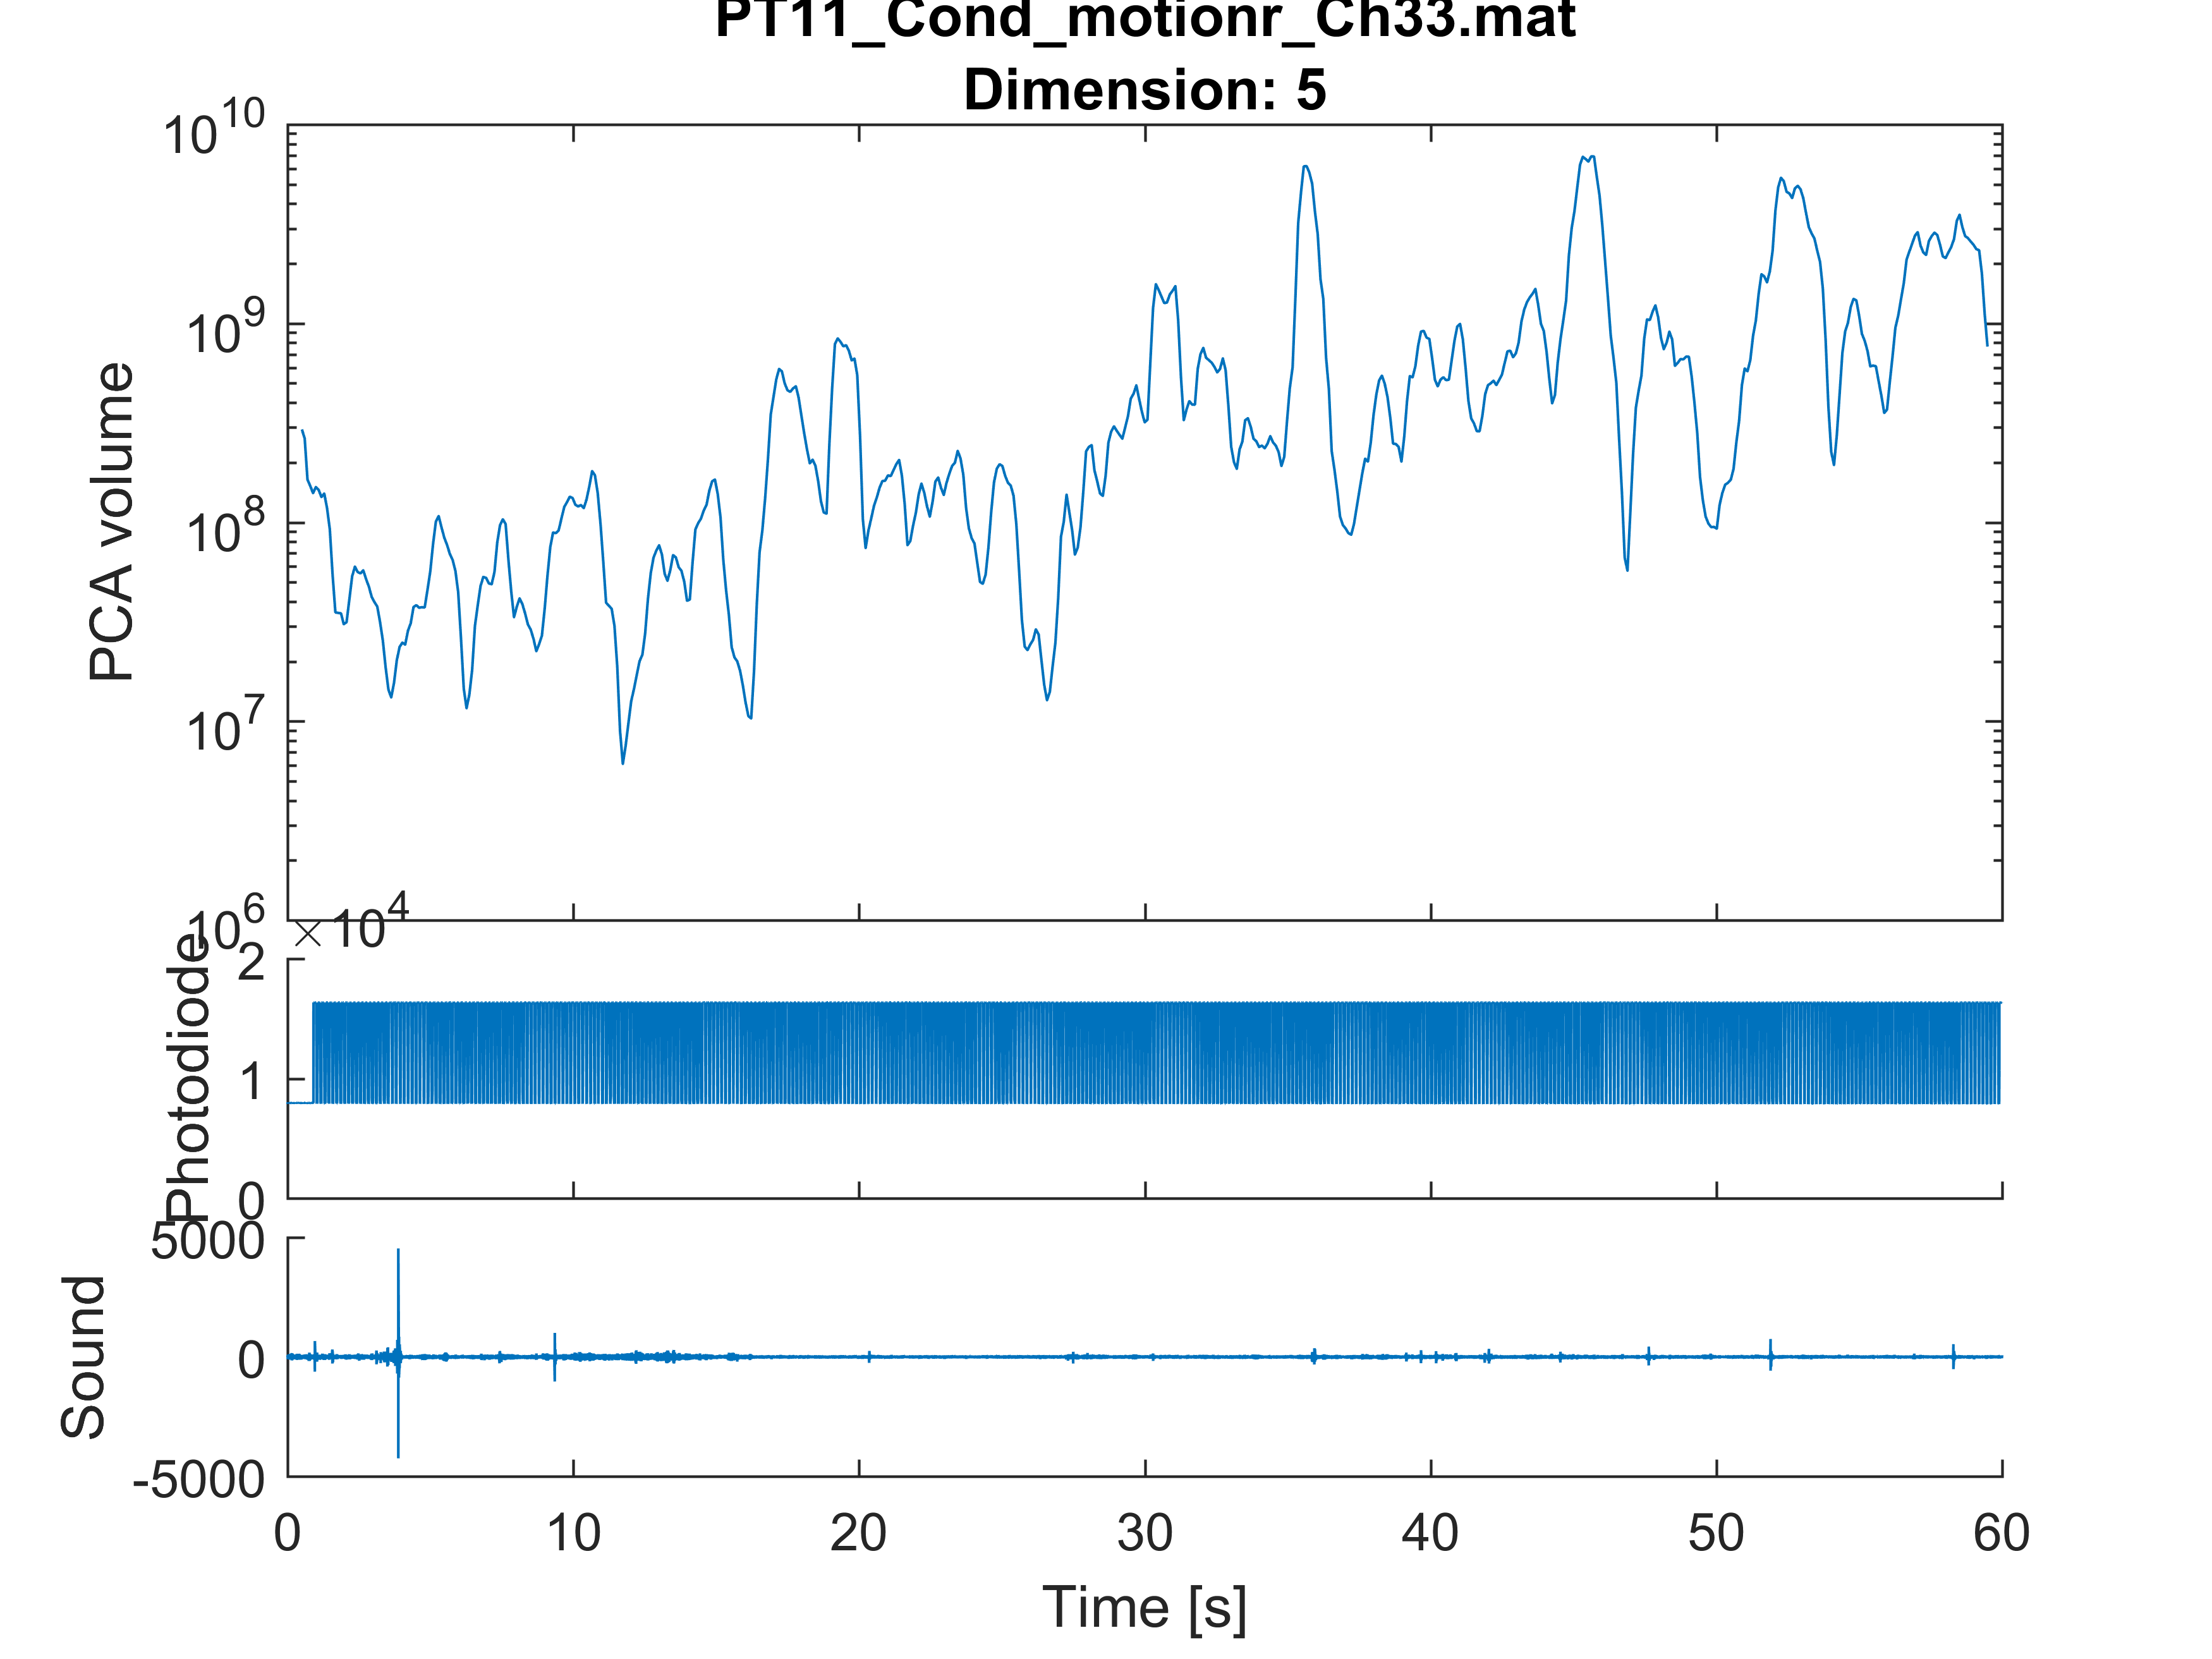 PT11_Cond_motionr_Ch33.mat
Dimension: 5
10^10
10^9
10^8
10^7
10^6
PCA volume
× 10^4
2
1
0
Photodiode
5000
0
-5000
Sound
0 10 20 30 40 50 60
Time [s]